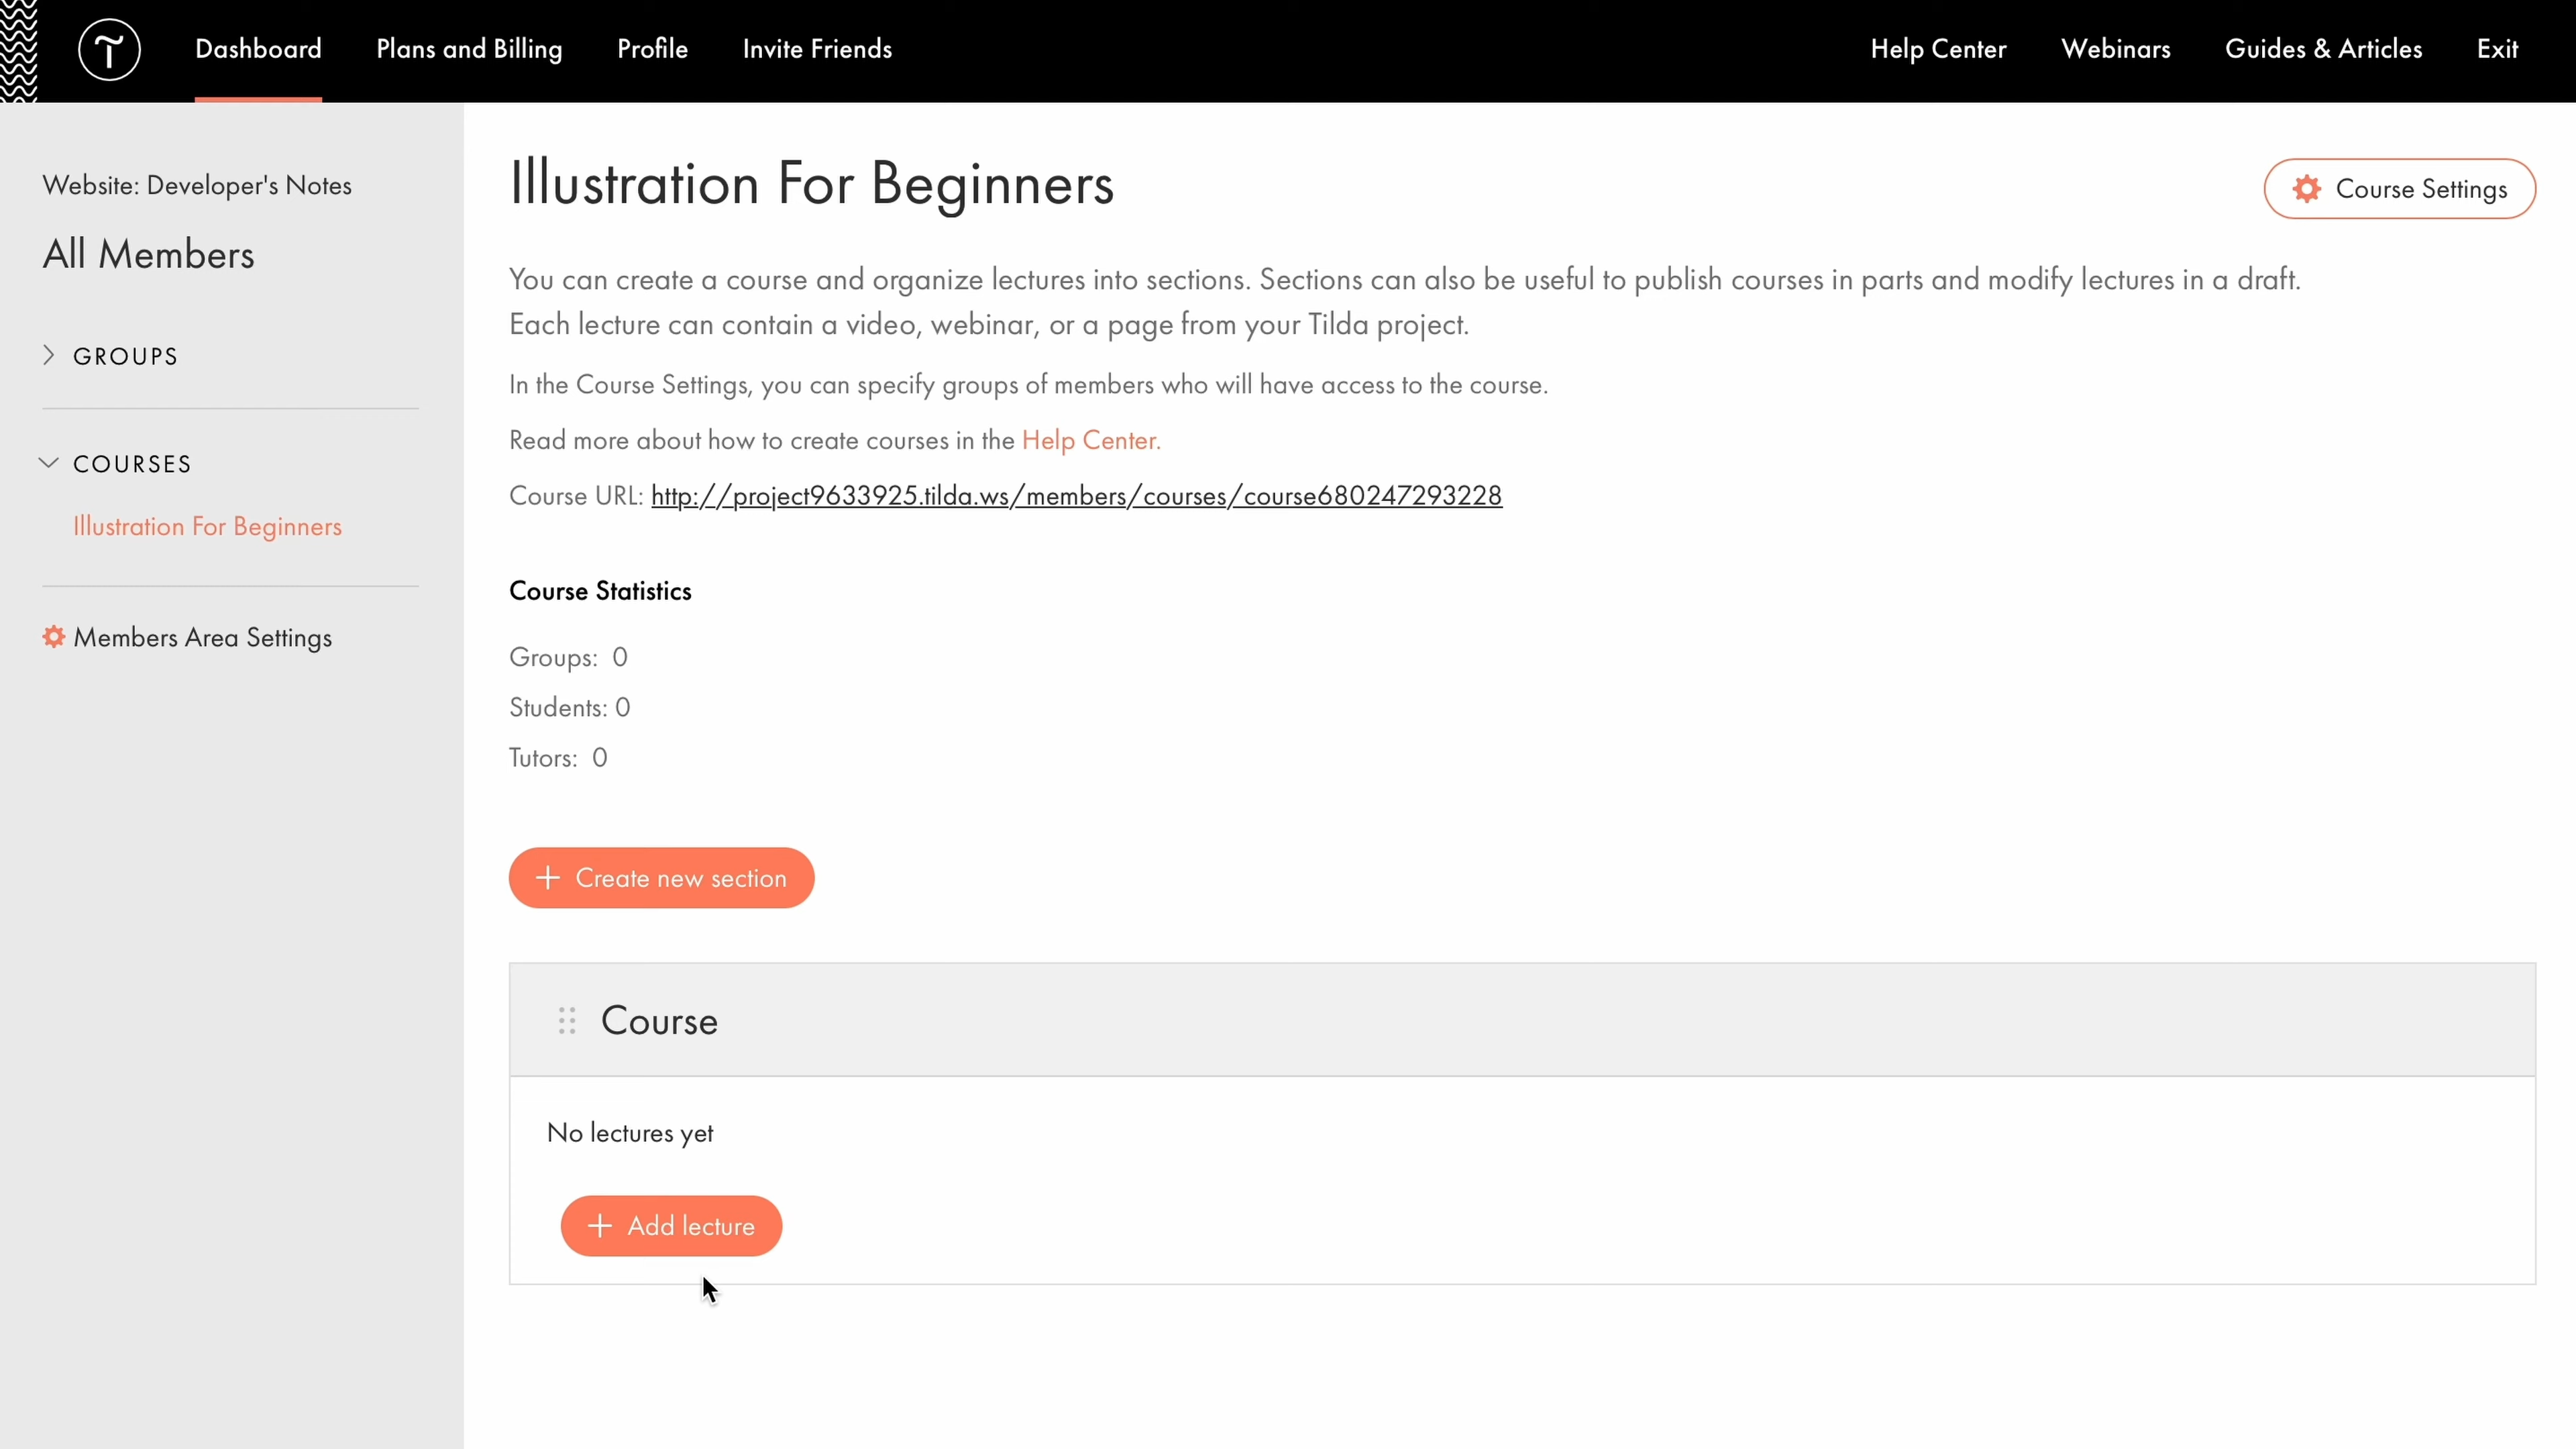 Dashboard Plans and Billing Profile Invite Friends Help Center Webinars Guides & Articles Exit
Website: Developer's Notes
All Members
GROUPS
COURSES
Illustration For Beginners
Members Area Settings
Illustration For Beginners
Course Settings
You can create a course and organize lectures into sections. Sections can also be useful to publish courses in parts and modify lectures in a draft.
Each lecture can contain a video, webinar, or a page from your Tilda project.
In the Course Settings, you can specify groups of members who will have access to the course.
Read more about how to create courses in the Help Center.
Course URL: http://project9633925.tilda.ws/members/courses/course680247293228
Course Statistics
Groups: 0
Students: 0
Tutors: 0
+ Create new section
Course
No lectures yet
+ Add lecture